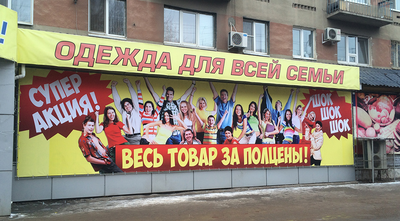 ОДЕЖДА ДЛЯ ВСЕЙ СЕМЬИ
СУПЕР
АКЦИЯ!
ШОК
ШОК
ШОК
ВЕСЬ ТОВАР ЗА ПОЛЦЕНЫ!